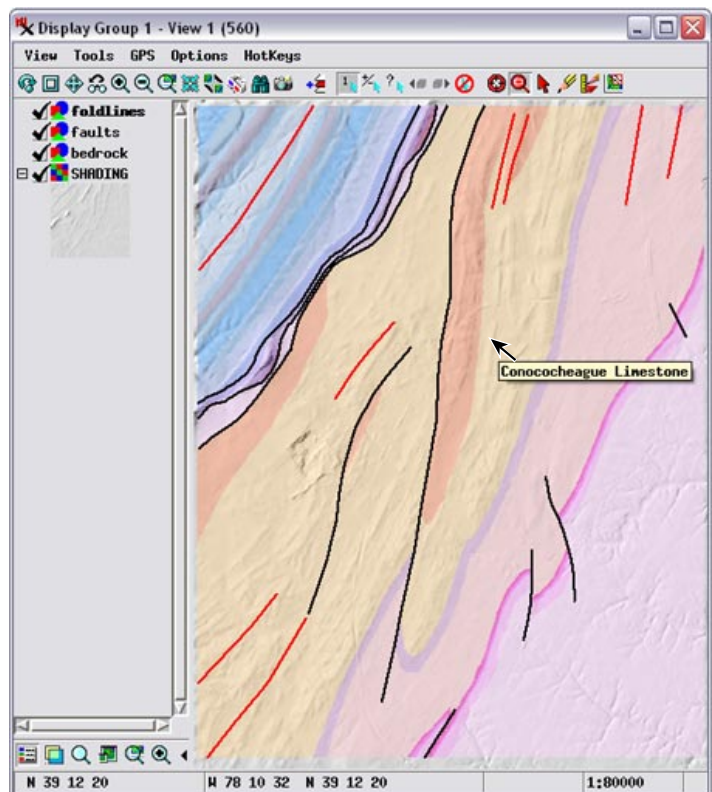 Display Group 1 - View 1 (560)
View Tools GPS Options HotKeys
foldlines
faults
bedrock
SHADING
Conococheague Limestone
N 39 12 20
W 78 10 32 N 39 12 20
1:80000